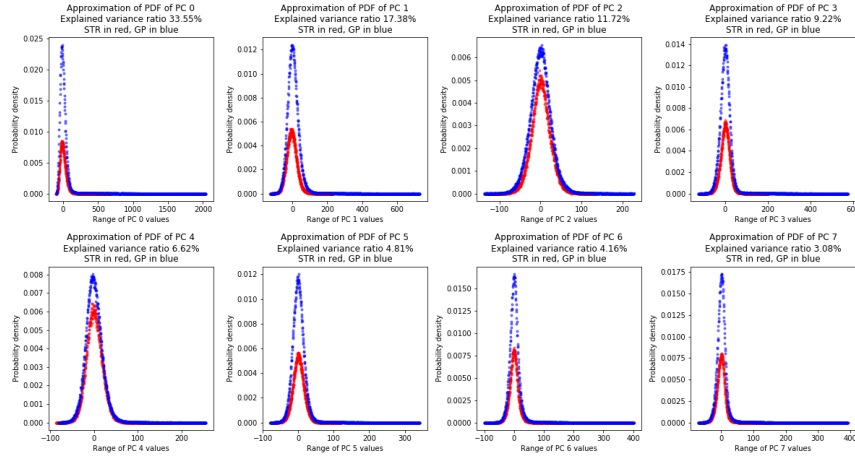 Approximation of PDF of PC 0
Explained variance ratio 33.55%
STR in red, GP in blue
Probability density
0.025
0.020
0.015
0.010
0.005
0.000
0
500
1000
1500
2000
Range of PC 0 values
Approximation of PDF of PC 1
Explained variance ratio 17.38%
STR in red, GP in blue
Probability density
0.012
0.010
0.008
0.006
0.004
0.002
0.000
0
200
400
600
Range of PC 1 values
Approximation of PDF of PC 2
Explained variance ratio 11.72%
STR in red, GP in blue
Probability density
0.006
0.005
0.004
0.003
0.002
0.001
0.000
−100
0
100
200
Range of PC 2 values
Approximation of PDF of PC 3
Explained variance ratio 9.22%
STR in red, GP in blue
Probability density
0.014
0.012
0.010
0.008
0.006
0.004
0.002
0.000
0
200
400
600
Range of PC 3 values
Approximation of PDF of PC 4
Explained variance ratio 6.62%
STR in red, GP in blue
Probability density
0.008
0.007
0.006
0.005
0.004
0.003
0.002
0.001
0.000
−100
0
100
200
Range of PC 4 values
Approximation of PDF of PC 5
Explained variance ratio 4.81%
STR in red, GP in blue
Probability density
0.012
0.010
0.008
0.006
0.004
0.002
0.000
−100
0
100
200
300
Range of PC 5 values
Approximation of PDF of PC 6
Explained variance ratio 4.16%
STR in red, GP in blue
Probability density
0.0150
0.0125
0.0100
0.0075
0.0050
0.0025
0.0000
−100
0
100
200
300
400
Range of PC 6 values
Approximation of PDF of PC 7
Explained variance ratio 3.08%
STR in red, GP in blue
Probability density
0.0175
0.0150
0.0125
0.0100
0.0075
0.0050
0.0025
0.0000
−100
0
100
200
300
400
Range of PC 7 values